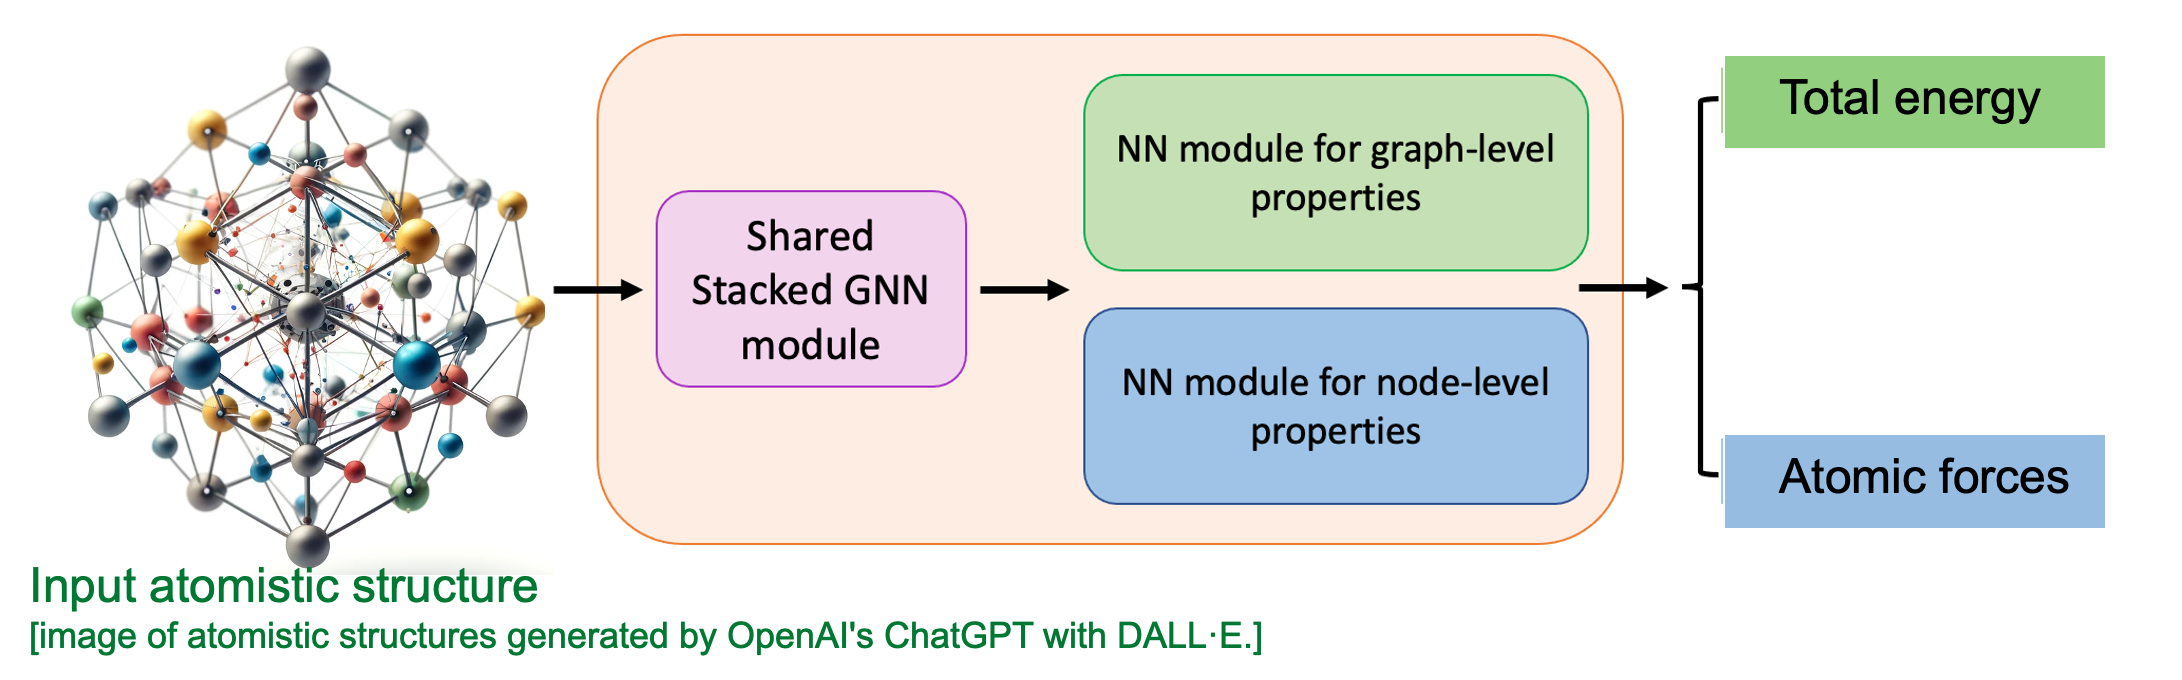 Shared
Stacked GNN
module
NN module for graph-level
properties
NN module for node-level
properties
Total energy
Atomic forces
Input atomistic structure
[image of atomistic structures generated by OpenAI's ChatGPT with DALL·E.]